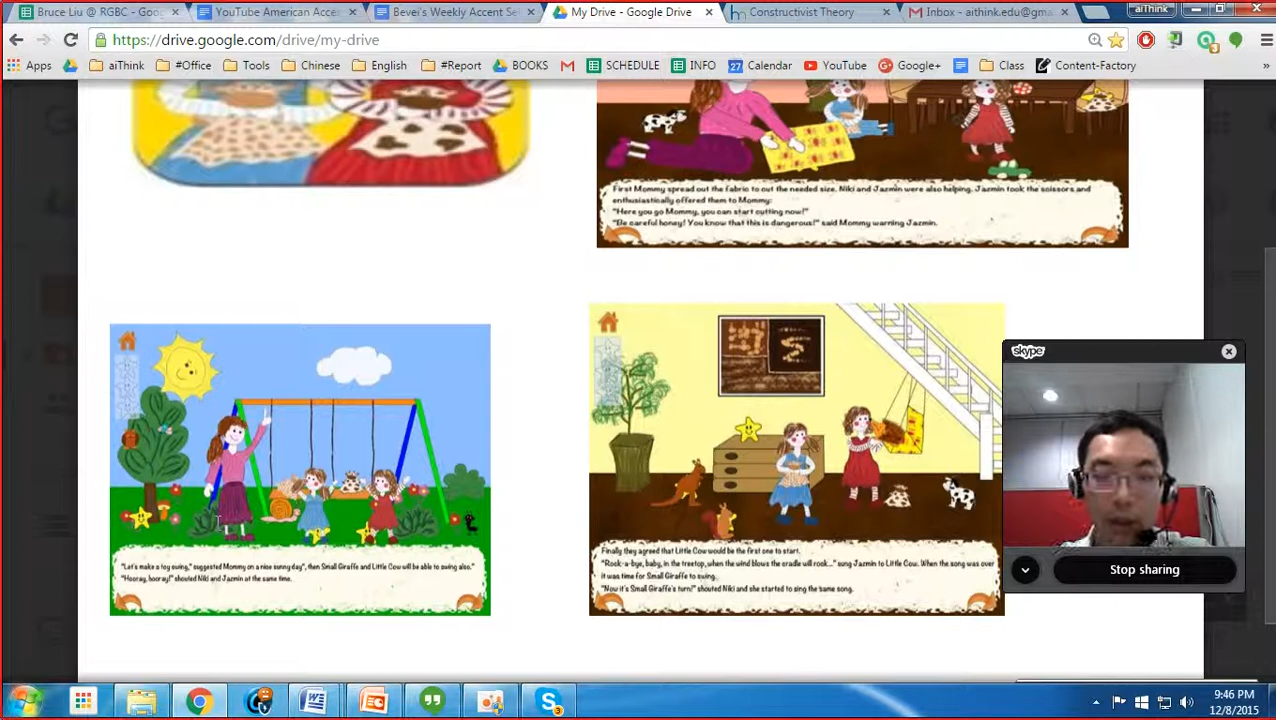 Bruce Liu @ RGBC - Goo
YouTube American Acce
Bevei's Weekly Accent Se
My Drive - Google Drive
Constructivist Theory
Inbox - aithink.edu@gma
aiThink
https://drive.google.com/drive/my-drive
Apps
aiThink
#Office
Tools
Chinese
English
#Report
BOOKS
SCHEDULE
INFO
27
Calendar
YouTube
Google+
Class
Content-Factory
»
3
First Mommy spread out the fabric to cut the needed size. Niki and Jazmin were also helping. Jazmin took the scissors and
enthusiastically offered them to Mommy:
"Here you go Mommy, you can start cutting now!"
"Be careful honey! You know that this is dangerous!" said Mommy warning Jazmin.
"Let's make a toy swing," suggested Mommy on a nice sunny day", then Small Giraffe and Little Cow will be able to swing also."
"Hooray, hooray!" shouted Niki and Jazmin at the same time.
Finally they agreed that Little Cow would be the first one to start.
"Rock-a-bye, baby, in the treetop, when the wind blows the cradle will rock..." sung Jazmin to Little Cow. When the song was over
it was time for Small Giraffe to swing.
"Now it's Small Giraffe's turn!" shouted Niki and she started to sing the same song.
skype
Stop sharing
3
9:46 PM
12/8/2015